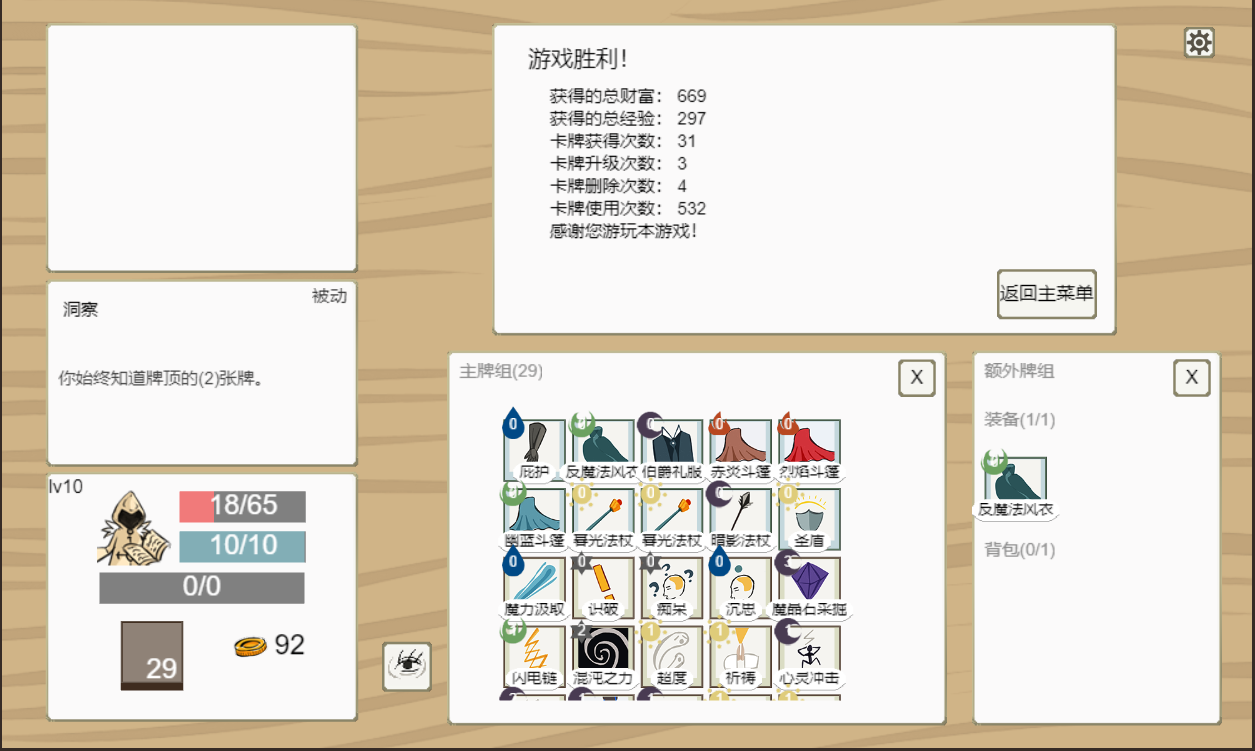 游戏胜利！
获得的总财富： 669
获得的总经验： 297
卡牌获得次数： 31
卡牌升级次数： 3
卡牌删除次数： 4
卡牌使用次数： 532
感谢您游玩本游戏！
返回主菜单
被动
洞察
你始终知道牌顶的(2)张牌。
lv10
18/65
10/10
0/0
29
92
主牌组(29)
X
0
0
0
0
庇护
反魔法风衣
伯爵礼服
赤炎斗篷
烈焰斗篷
0
0
0
0
幽蓝斗篷
暮光法杖
暮光法杖
暗影法杖
圣盾
0
0
0
0
魔力汲取
识破
痴呆
沉思
魔晶石采掘
2
1
1
闪电链
混沌之力
超度
祈祷
心灵冲击
额外牌组
X
装备(1/1)
反魔法风衣
背包(0/1)